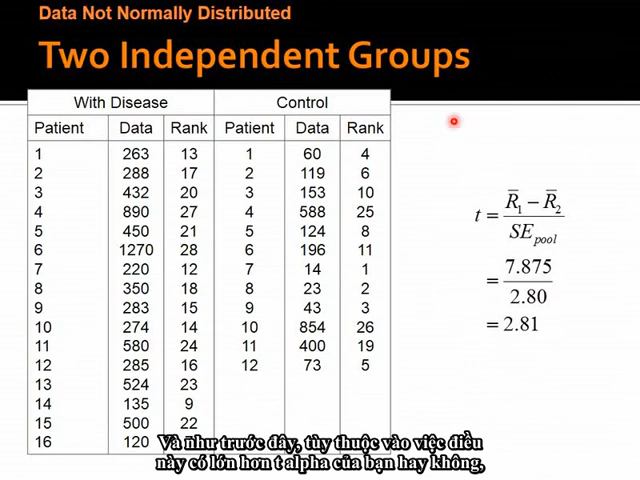 Data Not Normally Distributed
Two Independent Groups
With Disease Control
Patient Data Rank Patient Data Rank
1 263 13 1 60 4
2 288 17 2 119 6
3 432 20 3 153 10
4 890 27 4 588 25
5 450 21 5 124 8
6 1270 28 6 196 11
7 220 12 7 14 1
8 350 18 8 23 2
9 283 15 9 43 3
10 274 14 10 854 26
11 580 24 11 400 19
12 285 16 12 73 5
13 524 23
14 135 9
15 500 22
16 120
t = (R̄₁ − R̄₂) / SE_pool
= 7.875 / 2.80
= 2.81
Và như trước đây, tùy thuộc vào việc điều
này có lớn hơn t alpha của bạn hay không,